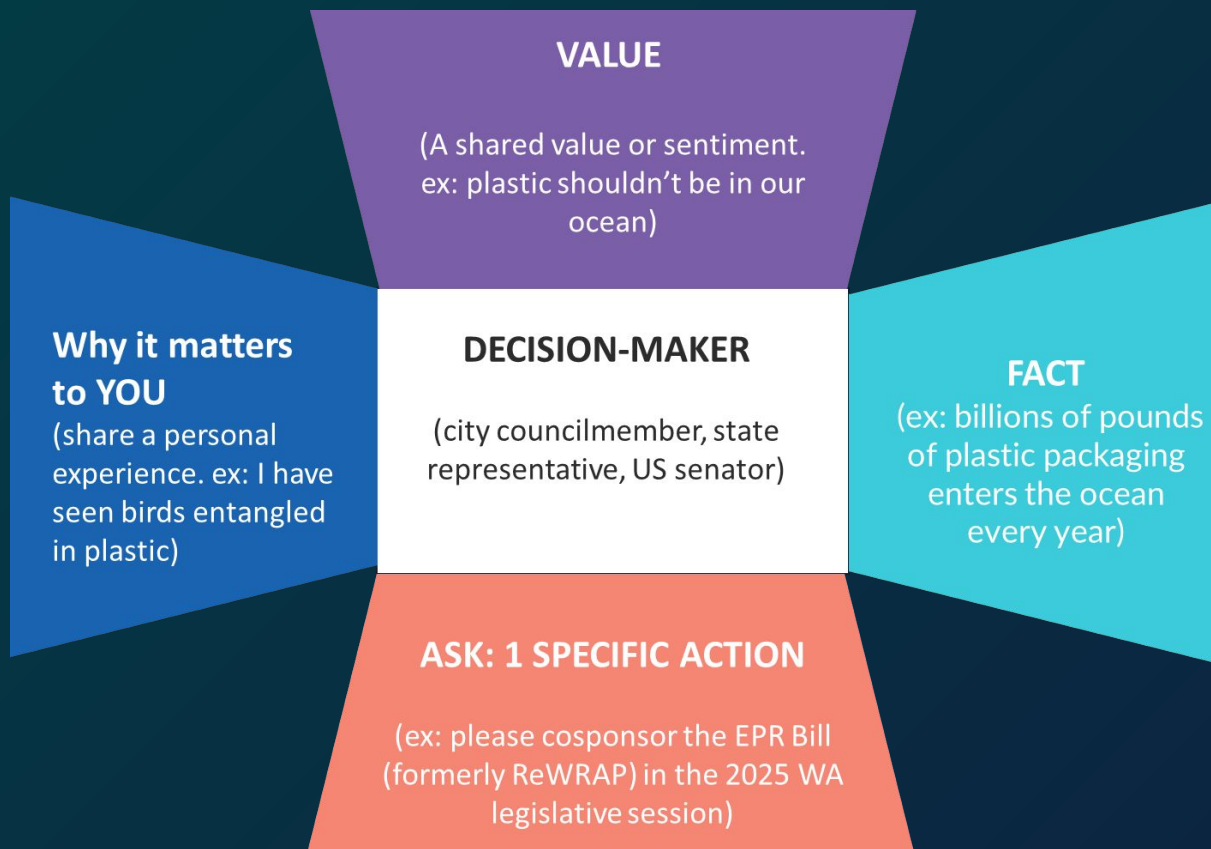 VALUE
(A shared value or sentiment.
ex: plastic shouldn’t be in our
ocean)
Why it matters
to YOU
(share a personal
experience. ex: I have
seen birds entangled
in plastic)
DECISION-MAKER
(city councilmember, state
representative, US senator)
FACT
(ex: billions of pounds
of plastic packaging
enters the ocean
every year)
ASK: 1 SPECIFIC ACTION
(ex: please cosponsor the EPR Bill
(formerly ReWRAP) in the 2025 WA
legislative session)